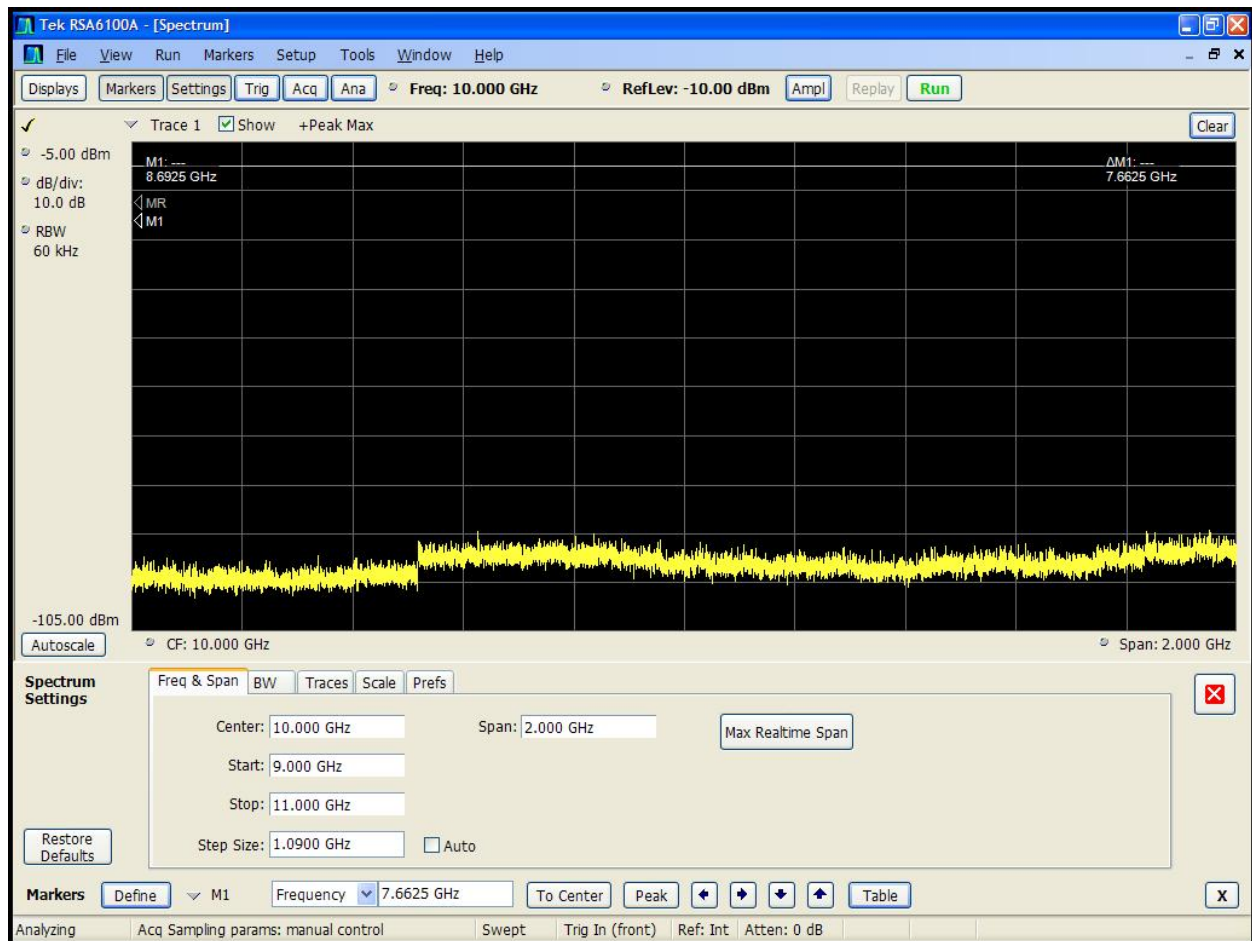 Tek RSA6100A - [Spectrum]
File View Run Markers Setup Tools Window Help
Displays Markers Settings Trig Acq Ana Freq: 10.000 GHz RefLev: -10.00 dBm Ampl Replay Run
Trace 1 Show +Peak Max Clear
-5.00 dBm
dB/div:
10.0 dB
RBW
60 kHz
M1: ---
8.6925 GHz
MR
M1
ΔM1: ---
7.6625 GHz
-105.00 dBm
Autoscale CF: 10.000 GHz Span: 2.000 GHz
Spectrum
Settings
Freq & Span BW Traces Scale Prefs
Center: 10.000 GHz Span: 2.000 GHz Max Realtime Span
Start: 9.000 GHz
Stop: 11.000 GHz
Step Size: 1.0900 GHz Auto
Restore
Defaults
Markers Define M1 Frequency 7.6625 GHz To Center Peak Table X
Analyzing Acq Sampling params: manual control Swept Trig In (front) Ref: Int Atten: 0 dB